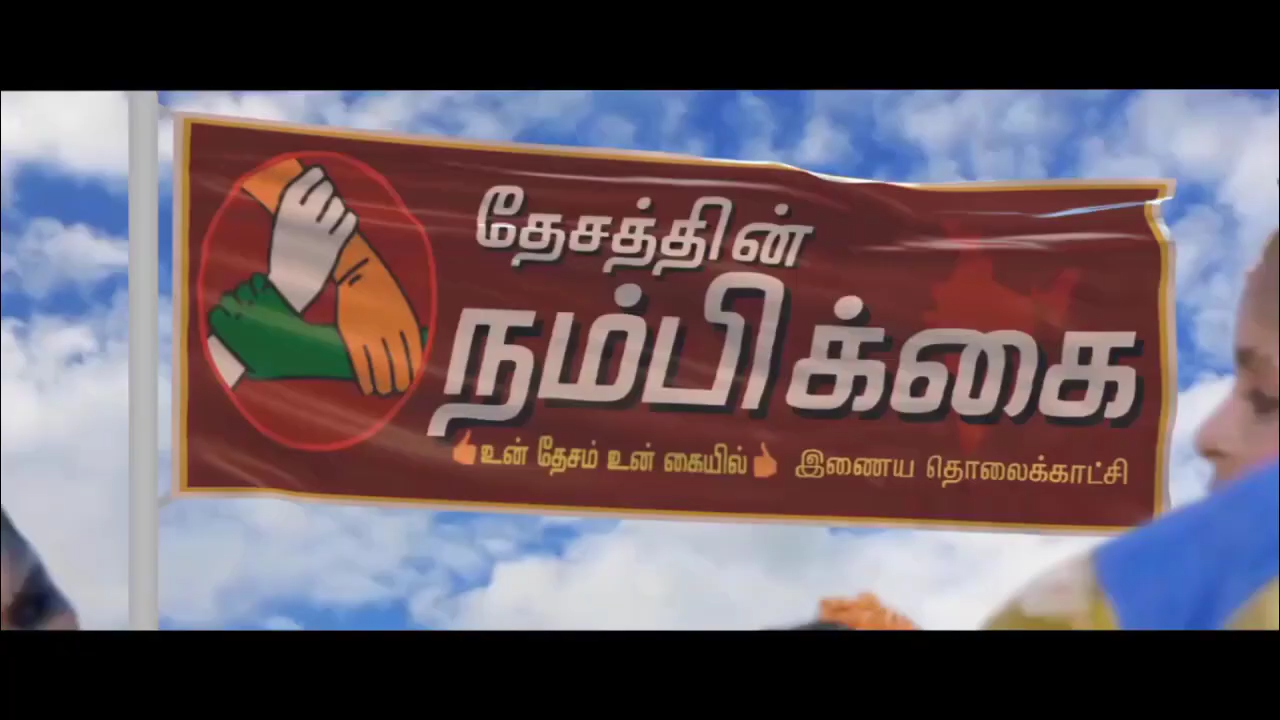 தேசத்தின்
நம்பிக்கை
உன் தேசம் உன் கையில் இணைய தொலைக்காட்சி